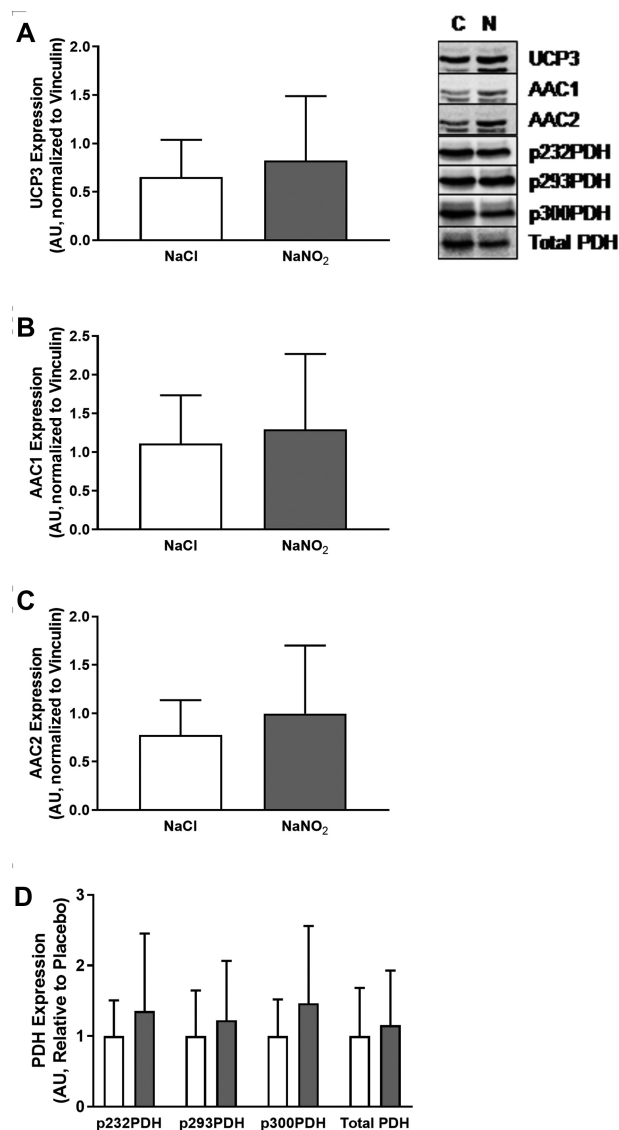 A
UCP3 Expression
(AU, normalized to Vinculin)
2.0
1.5
1.0
0.5
0.0
NaCl
NaNO₂
C N
UCP3
AAC1
AAC2
p232PDH
p293PDH
p300PDH
Total PDH
B
AAC1 Expression
(AU, normalized to Vinculin)
2.5
2.0
1.5
1.0
0.5
0.0
NaCl
NaNO₂
C
AAC2 Expression
(AU, normalized to Vinculin)
2.0
1.5
1.0
0.5
0.0
NaCl
NaNO₂
D
PDH Expression
(AU, Relative to Placebo)
3
2
1
0
p232PDH
p293PDH
p300PDH
Total PDH